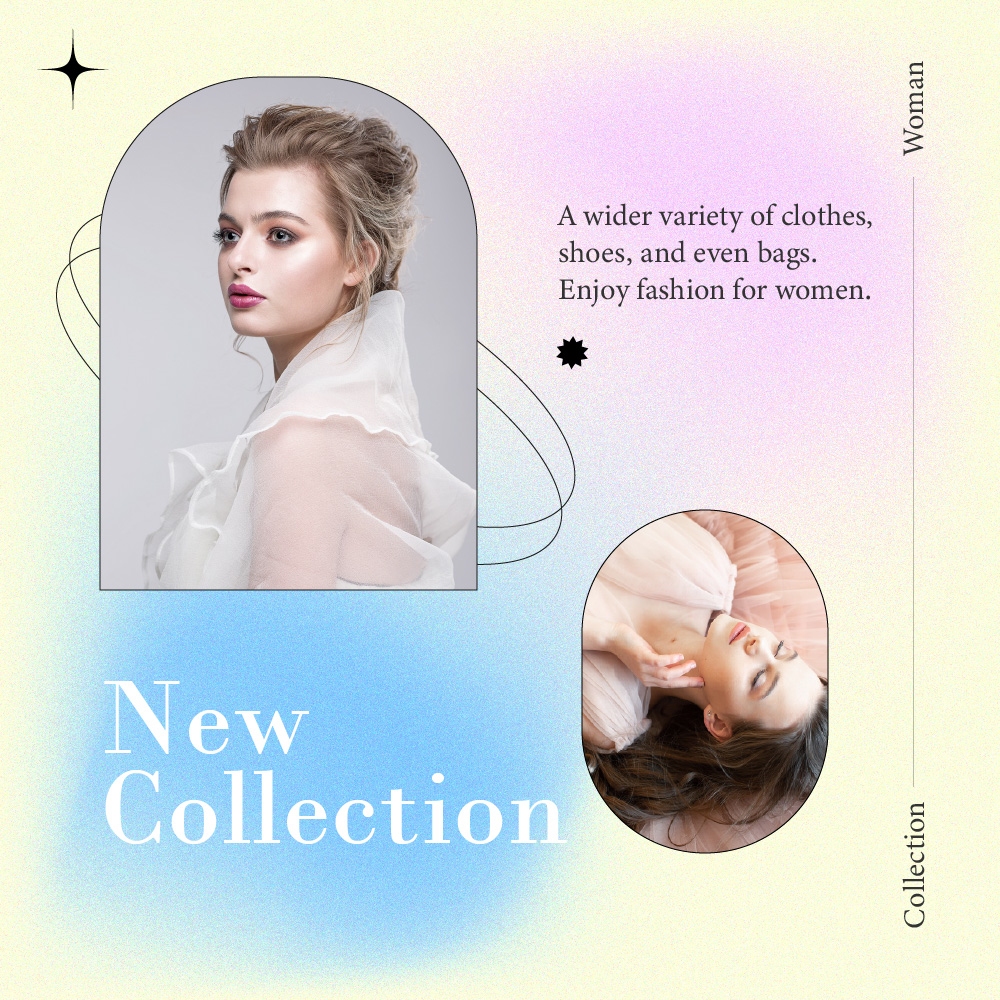 Woman
A wider variety of clothes,
shoes, and even bags.
Enjoy fashion for women.
New
Collection
Collection